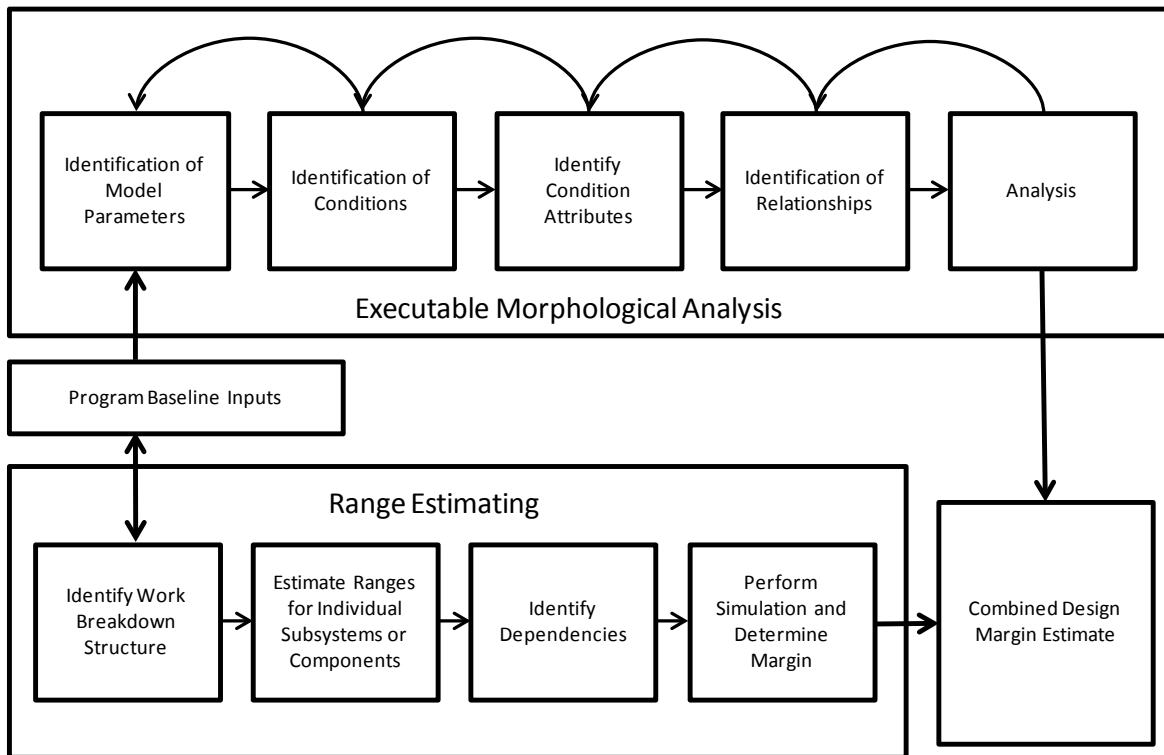 Identification of
Model
Parameters
Identification of
Conditions
Identify
Condition
Attributes
Identification of
Relationships
Analysis
Executable Morphological Analysis
Program Baseline Inputs
Range Estimating
Identify Work
Breakdown
Structure
Estimate Ranges
for Individual
Subsystems or
Components
Identify
Dependencies
Perform
Simulation and
Determine
Margin
Combined Design
Margin Estimate